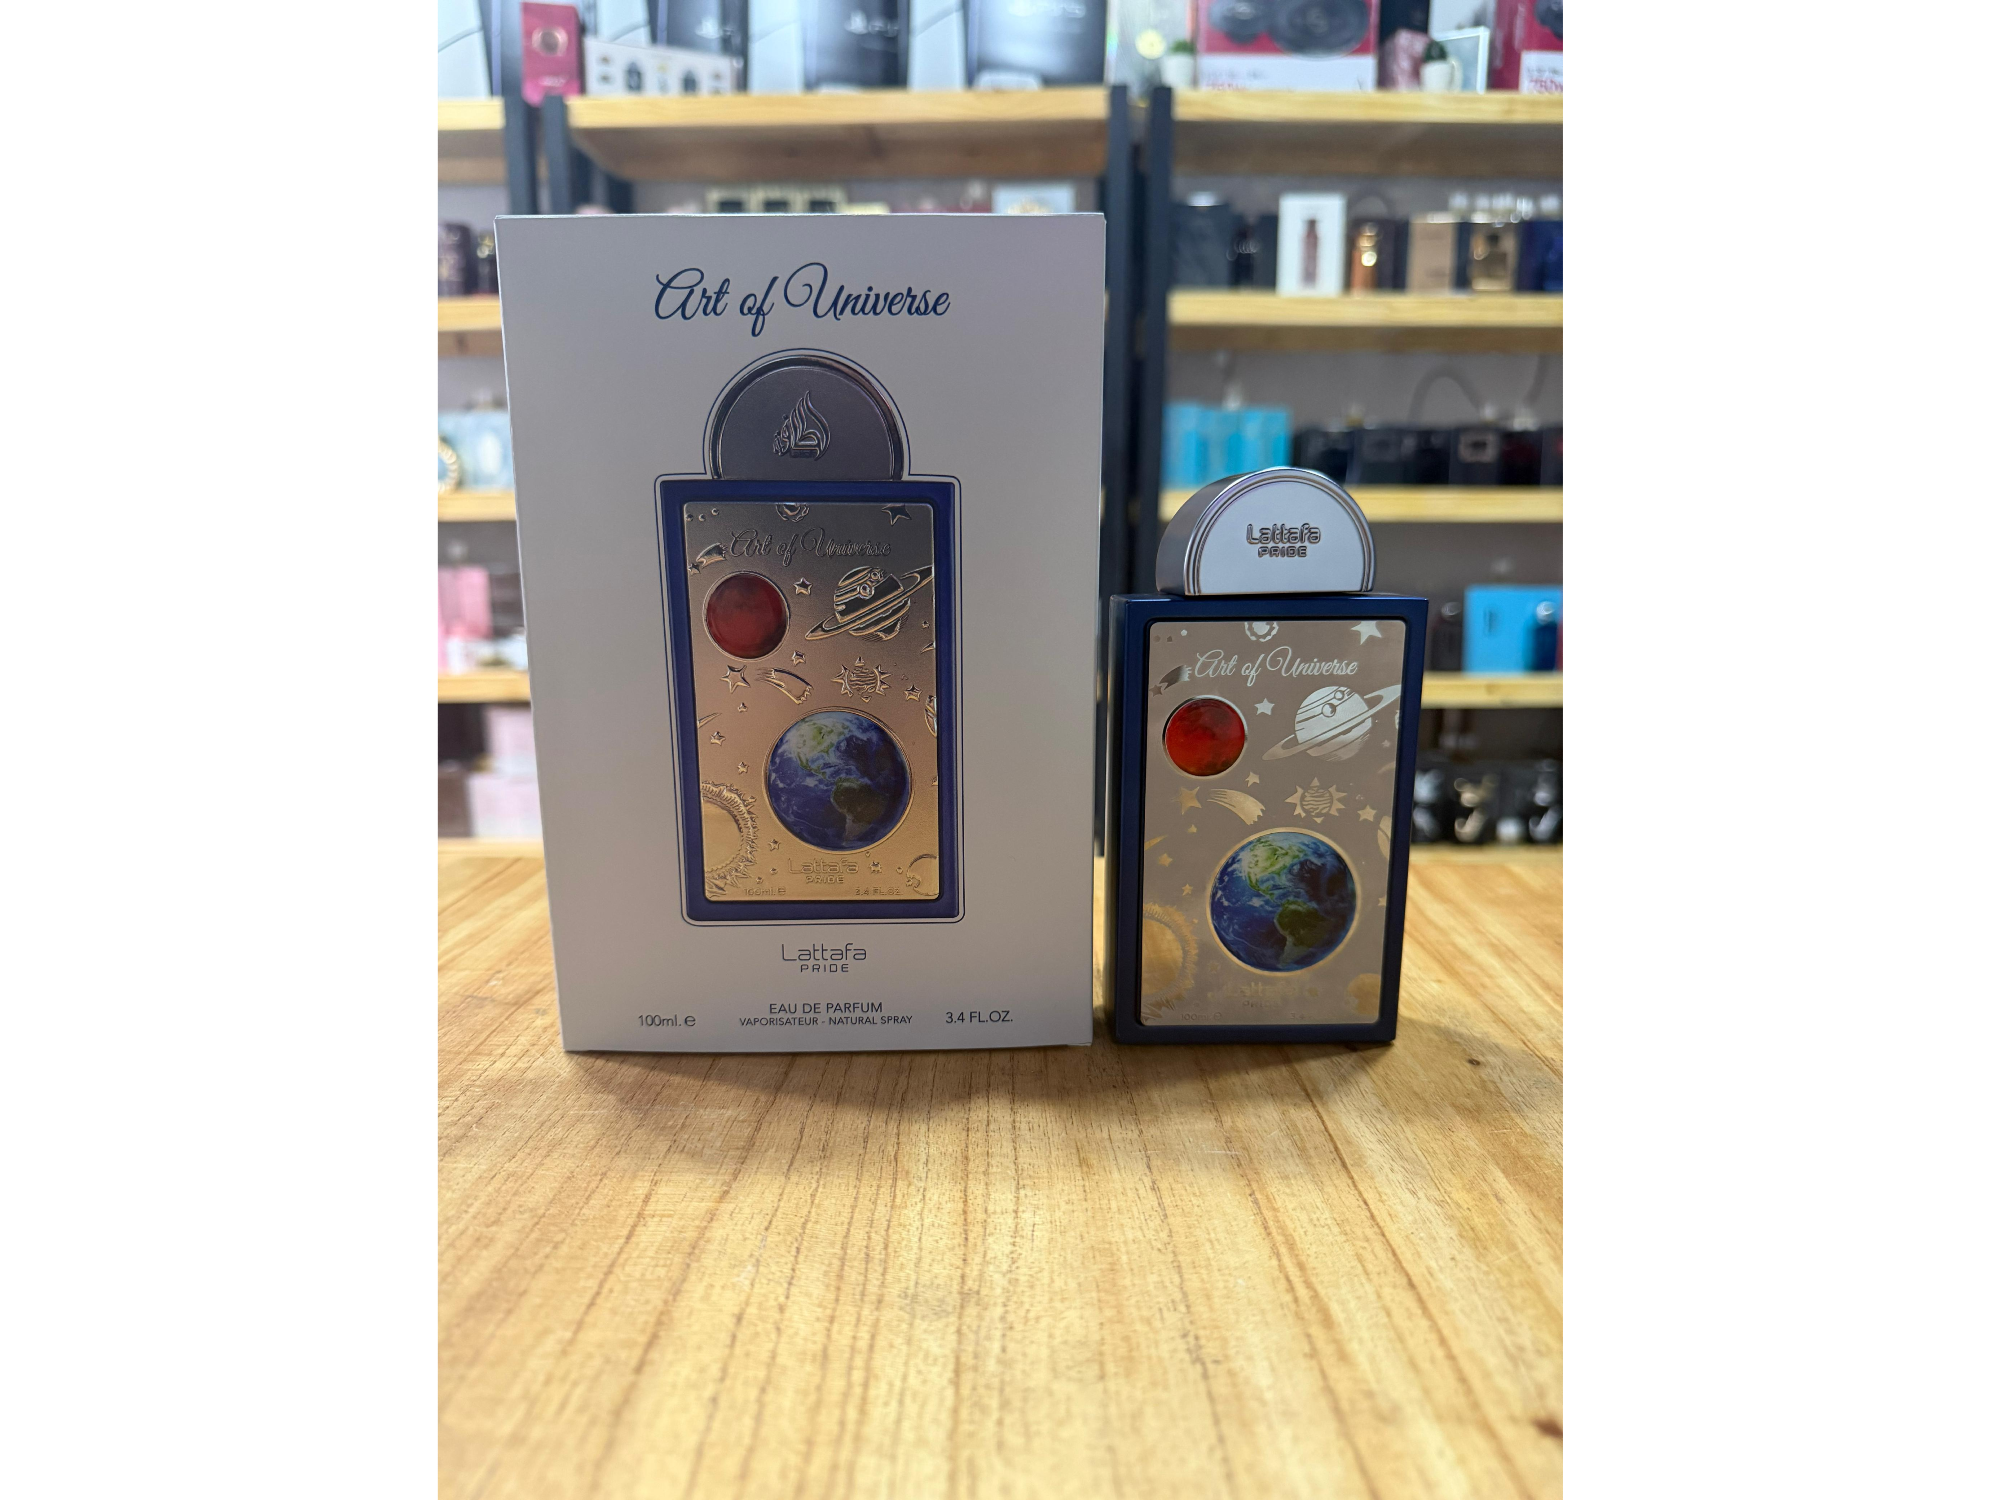 Art of Universe
Art of Universe
Lattafa
PRIDE
100ml. e
3.4 FL.OZ.
Lattafa
PRIDE
EAU DE PARFUM
100ml. e
VAPORISATEUR - NATURAL SPRAY
3.4 FL.OZ.
Lattafa
PRIDE
Art of Universe